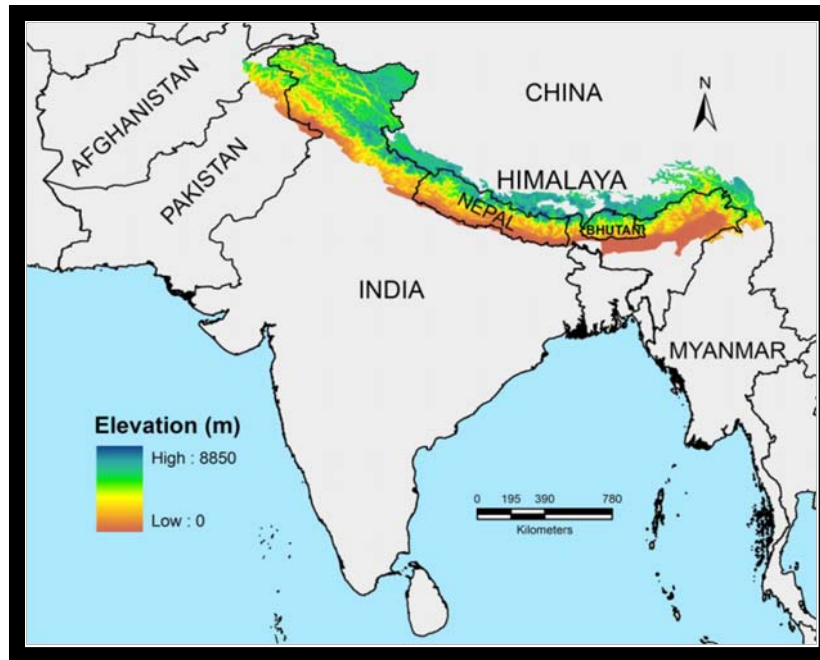 AFGHANISTAN
PAKISTAN
CHINA
N
HIMALAYA
NEPAL
BHUTAN
INDIA
MYANMAR
Elevation (m)
High : 8850
Low : 0
0 195 390 780
Kilometers